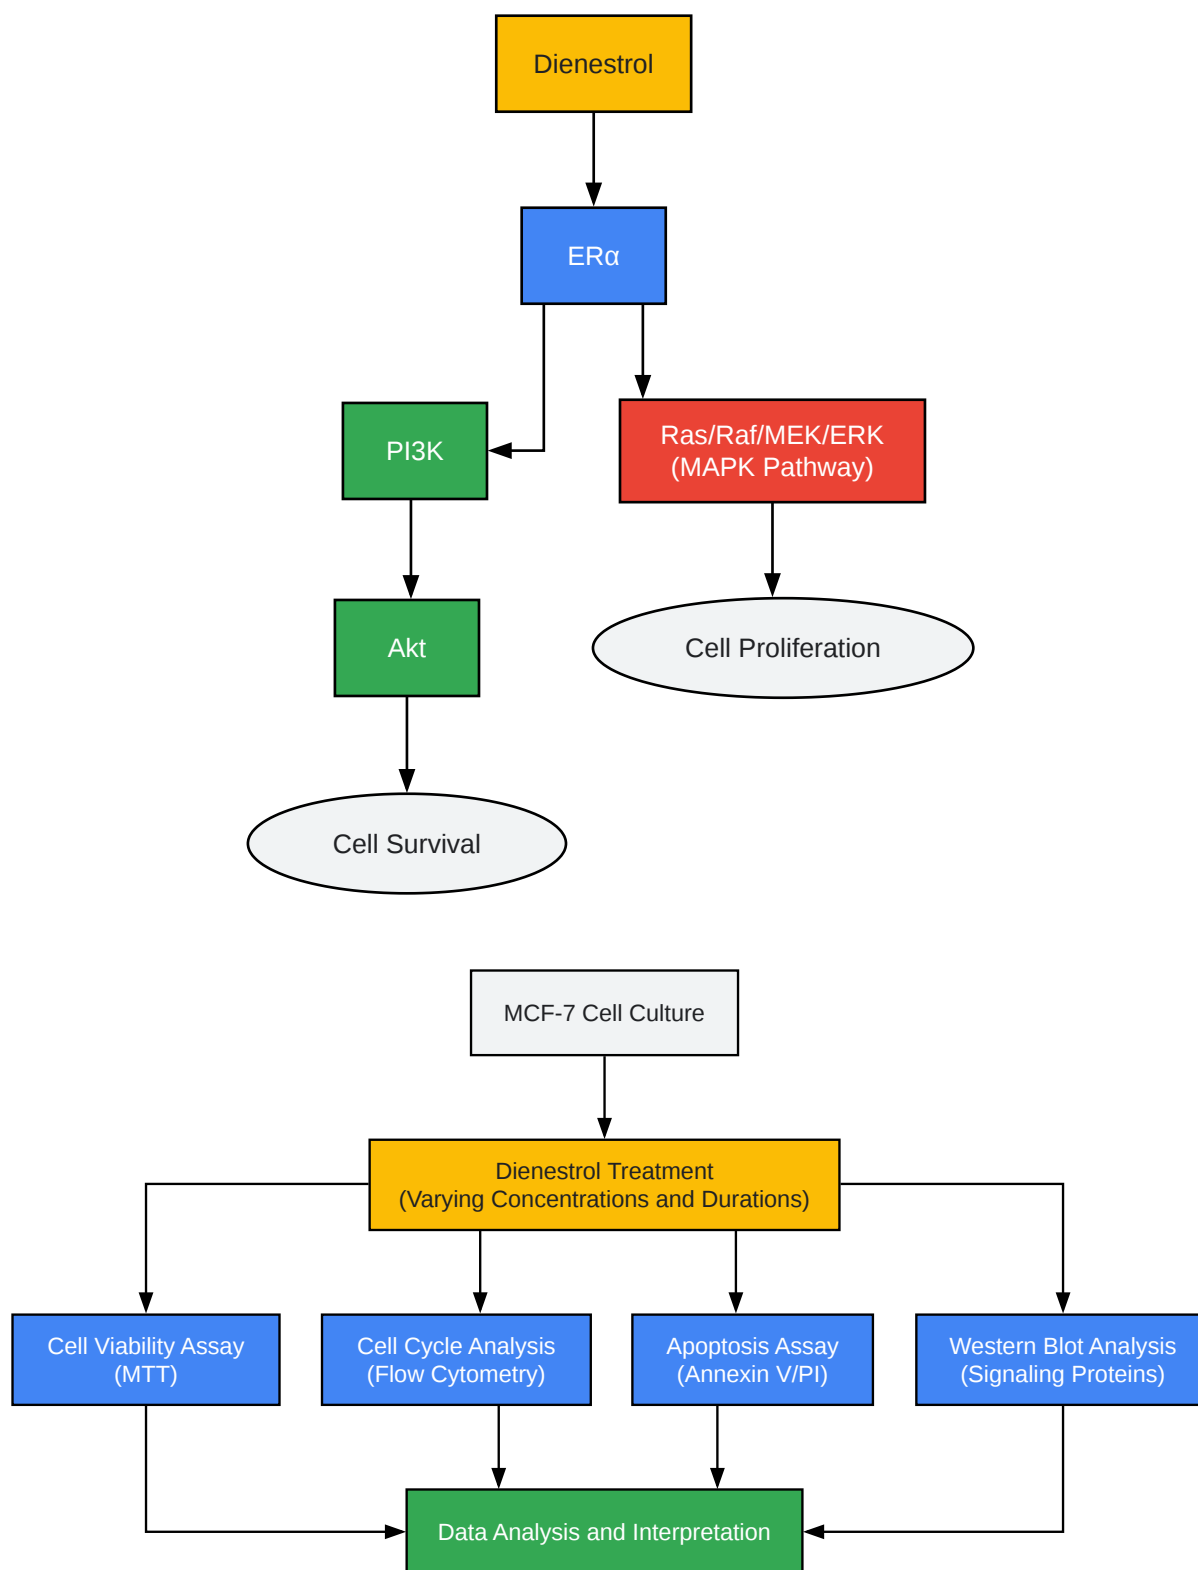 Dienestrol
ERα
PI3K
Ras/Raf/MEK/ERK
(MAPK Pathway)
Akt
Cell Proliferation
Cell Survival
MCF-7 Cell Culture
Dienestrol Treatment
(Varying Concentrations and Durations)
Cell Viability Assay
(MTT)
Cell Cycle Analysis
(Flow Cytometry)
Apoptosis Assay
(Annexin V/PI)
Western Blot Analysis
(Signaling Proteins)
Data Analysis and Interpretation